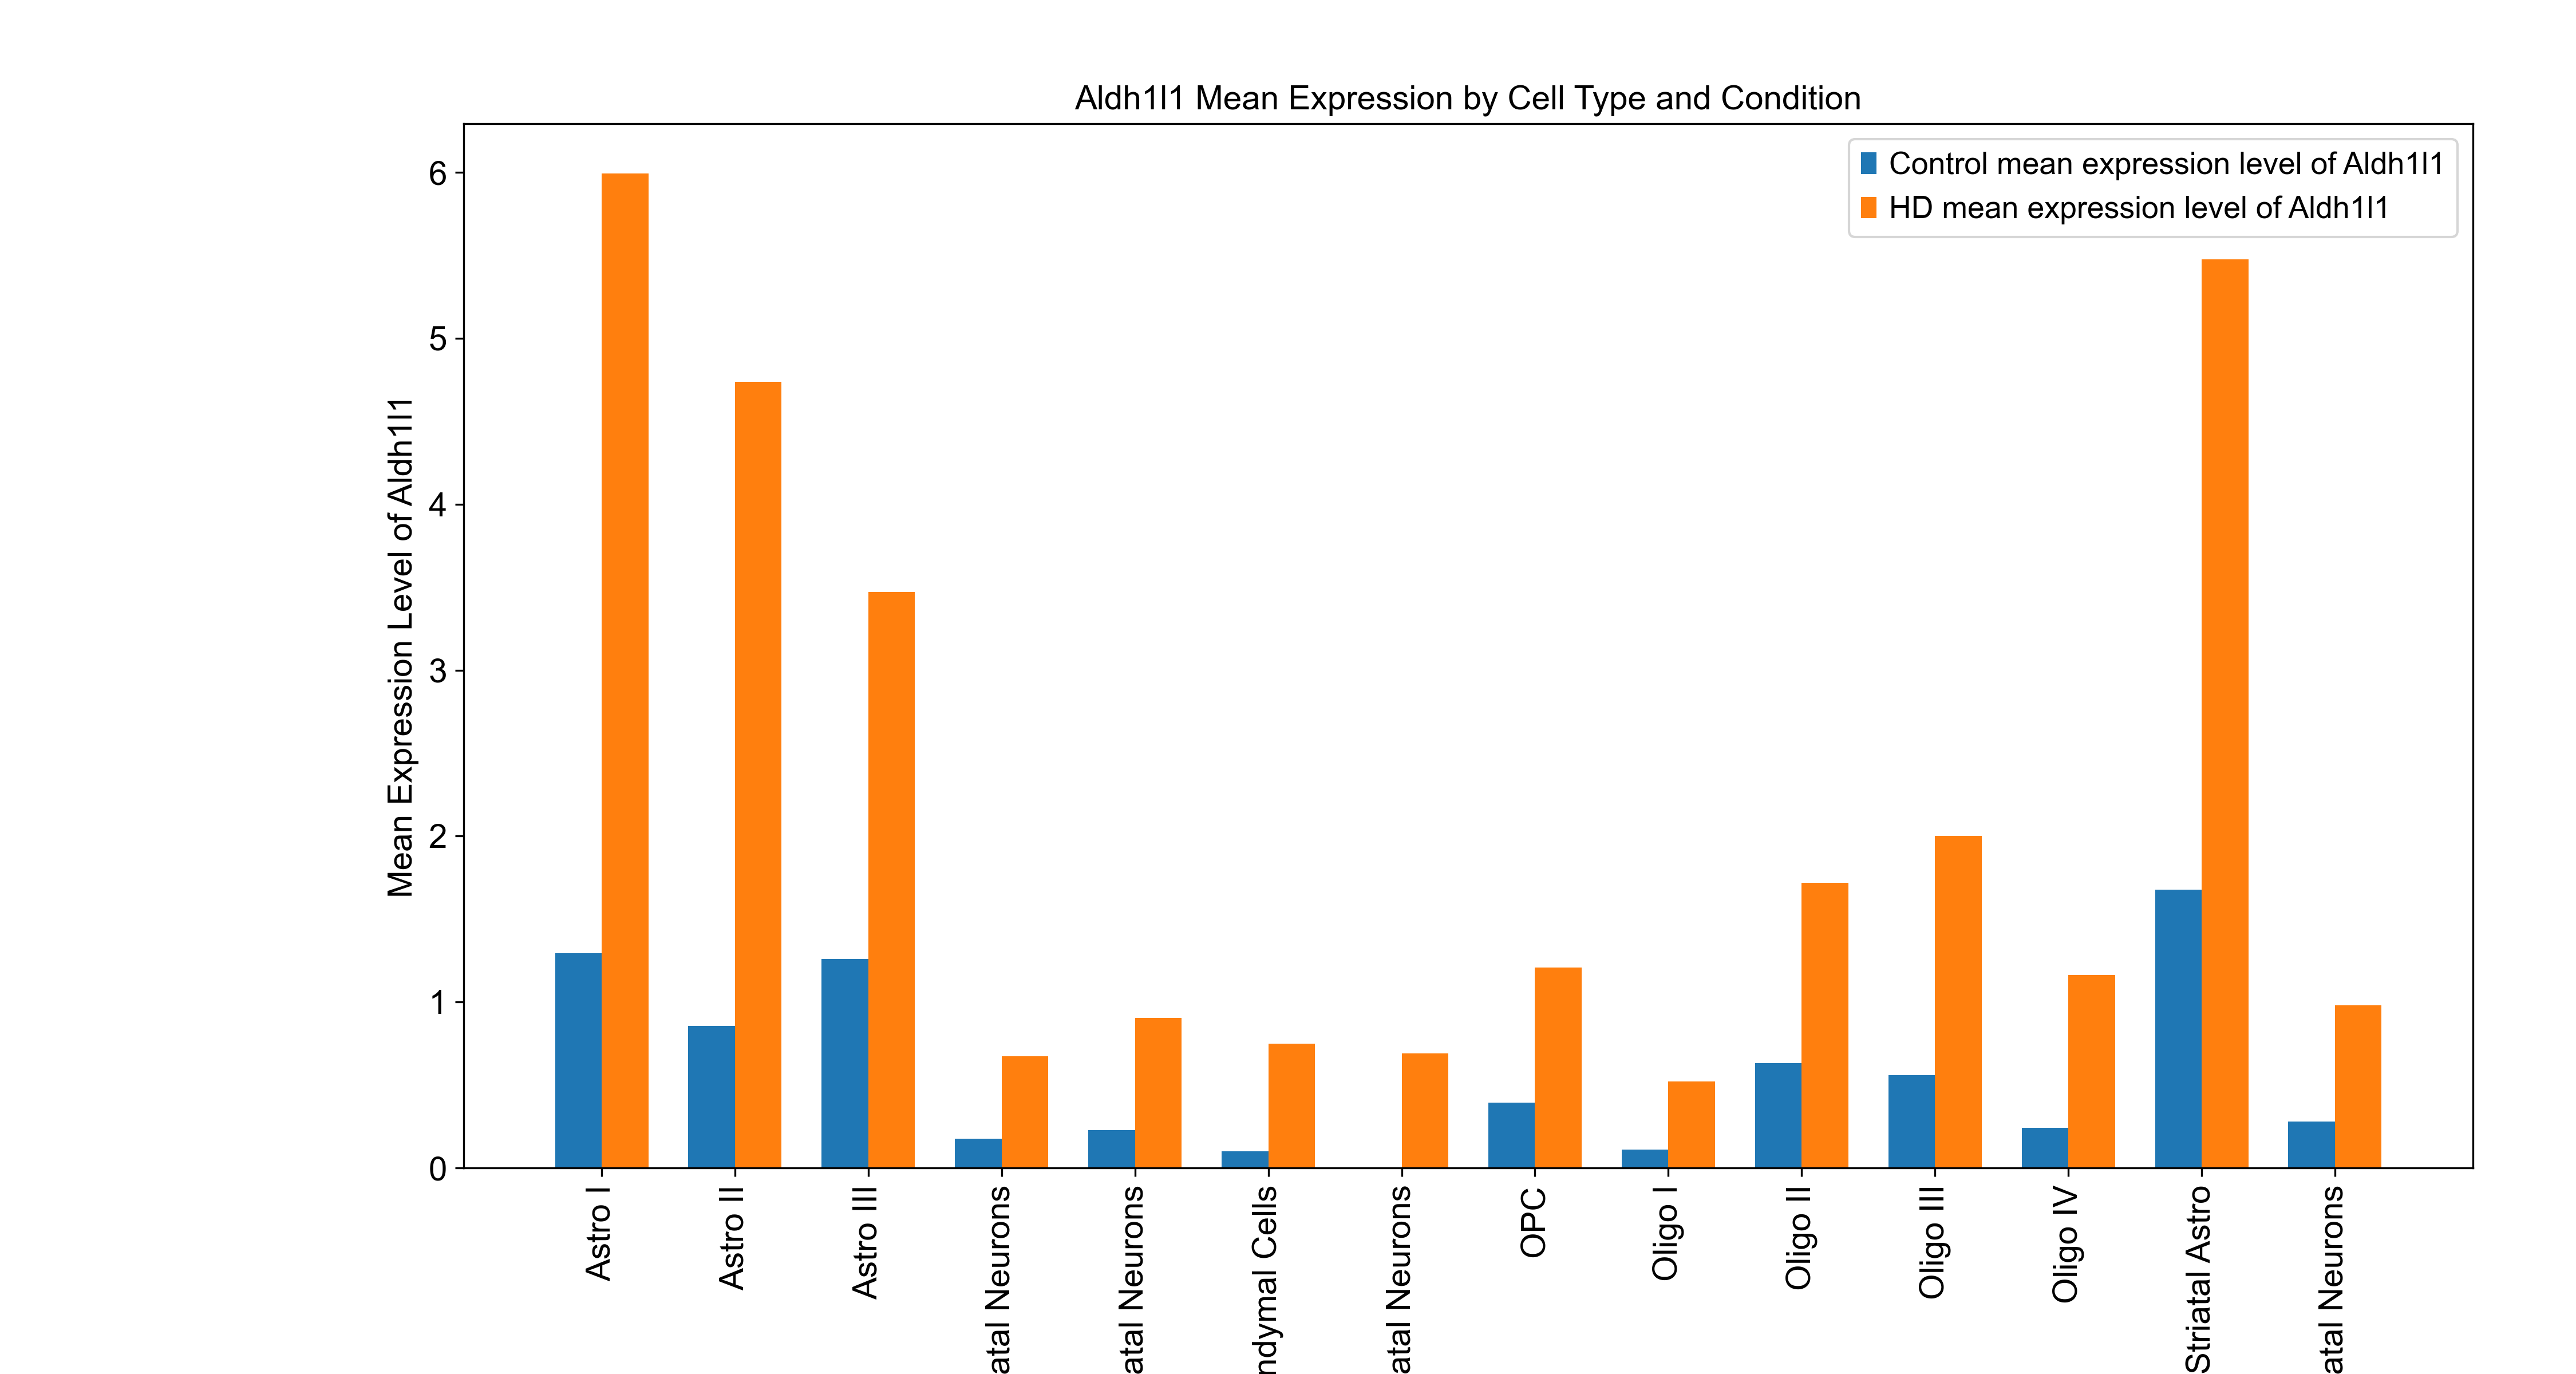 Aldh1l1 Mean Expression by Cell Type and Condition
Control mean expression level of Aldh1l1
HD mean expression level of Aldh1l1
Mean Expression Level of Aldh1l1
6
5
4
3
2
1
0
Astro I
Astro II
Astro III
atal Neurons
atal Neurons
ndymal Cells
atal Neurons
OPC
Oligo I
Oligo II
Oligo III
Oligo IV
Striatal Astro
atal Neurons